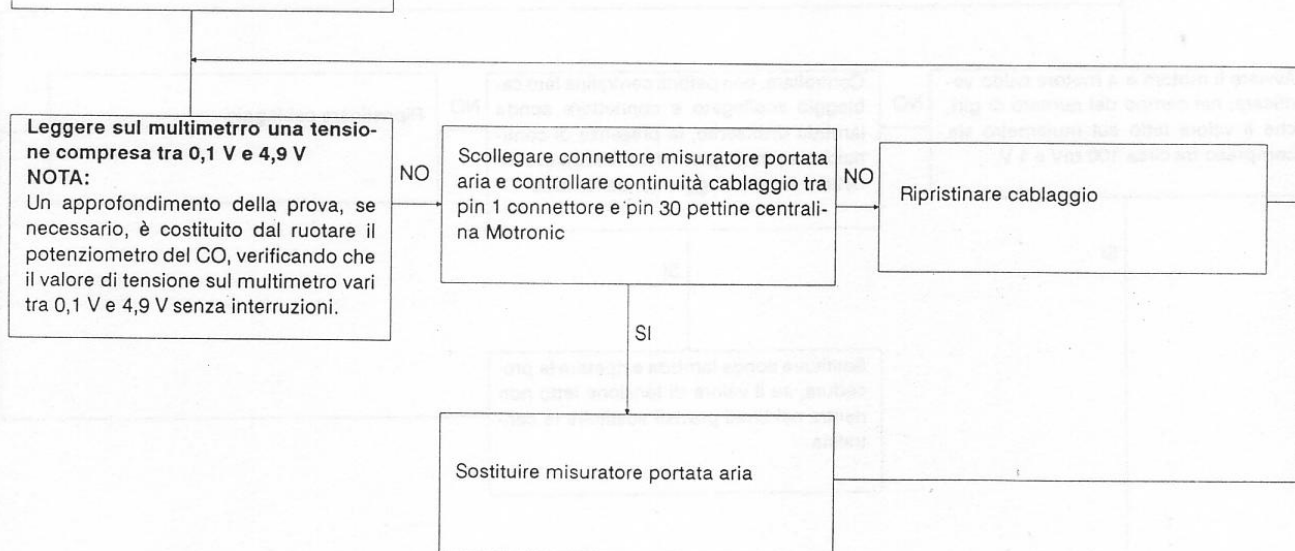 Leggere sul multimetrro una tensio-
ne compresa tra 0,1 V e 4,9 V
NOTA:
Un approfondimento della prova, se
necessario, è costituito dal ruotare il
potenziometro del CO, verificando che
il valore di tensione sul multimetro vari
tra 0,1 V e 4,9 V senza interruzioni.
NO
Scollegare connettore misuratore portata
aria e controllare continuità cablaggio tra
pin 1 connettore e pin 30 pettine centrali-
na Motronic
NO
Ripristinare cablaggio
SI
Sostituire misuratore portata aria